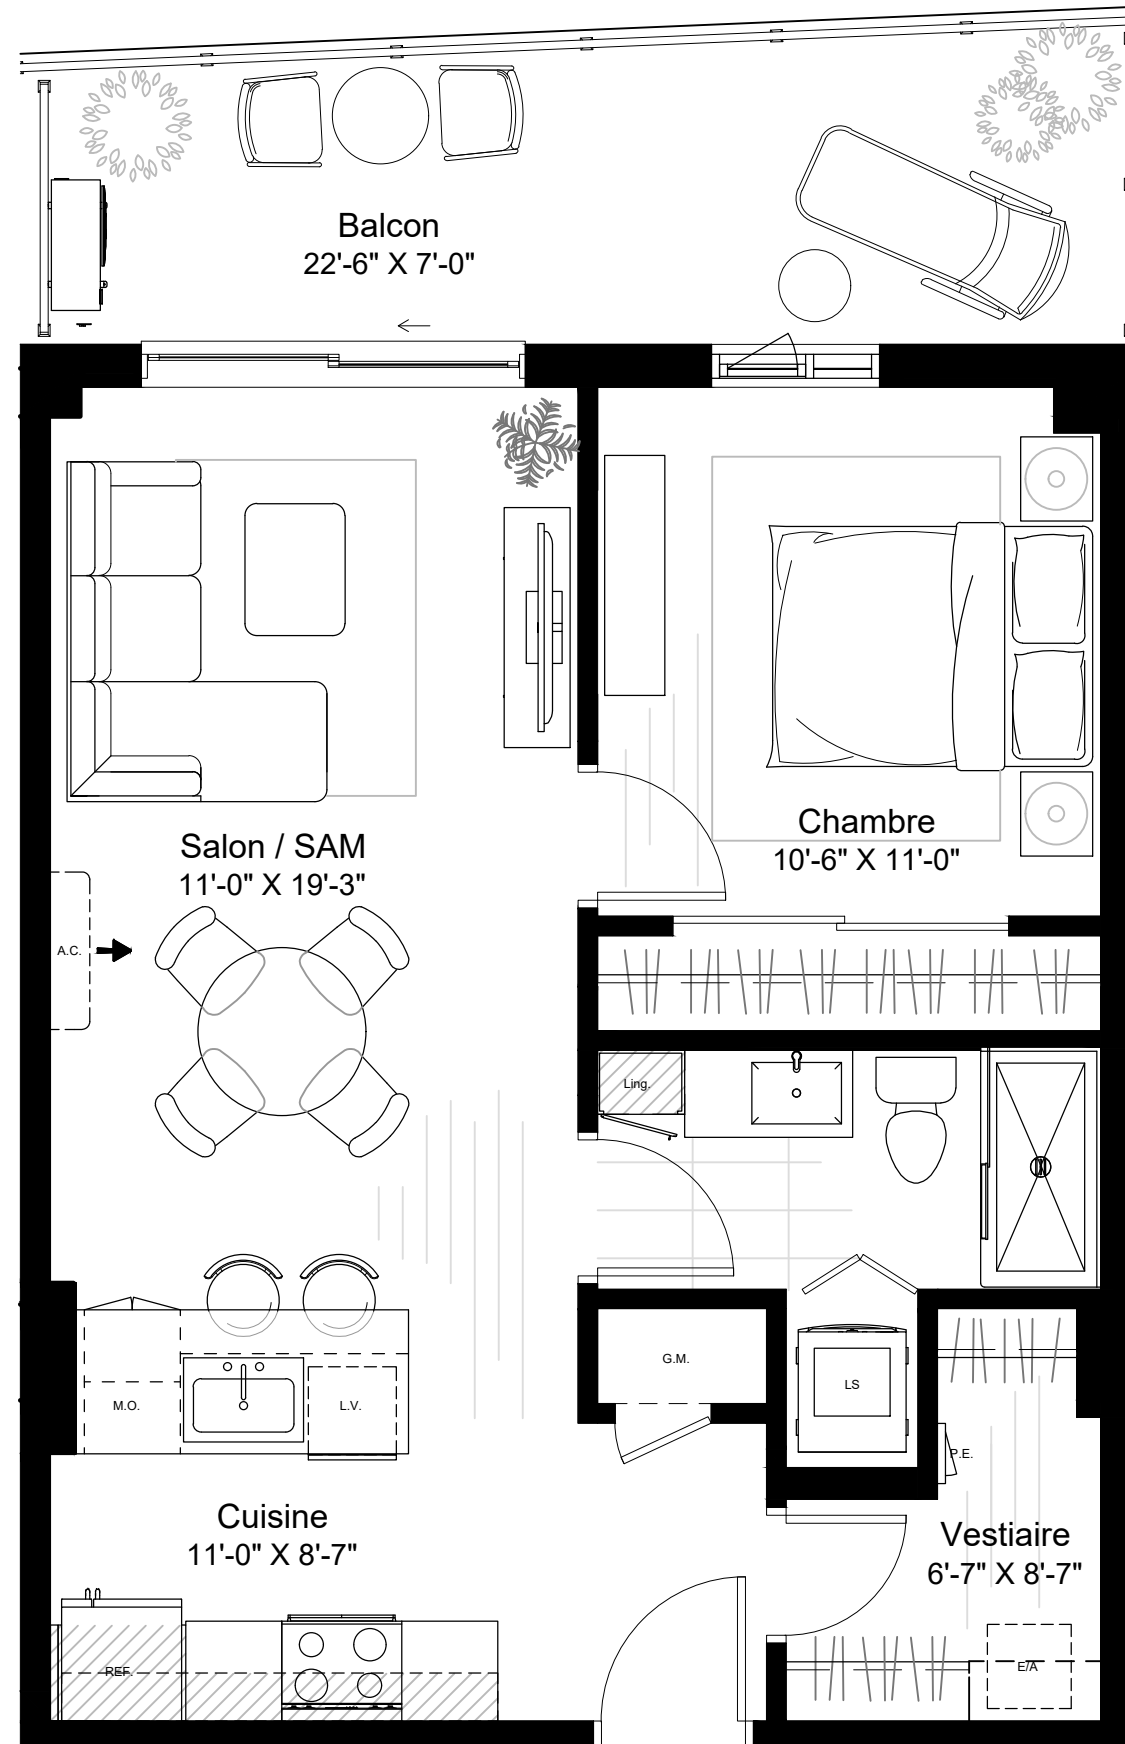 Balcon
22'-6" X 7'-0"
Salon / SAM
11'-0" X 19'-3"
Chambre
10'-6" X 11'-0"
A.C.
Ling.
G.M.
LS
M.O.
L.V.
P.E.
Cuisine
11'-0" X 8'-7"
Vestiaire
6'-7" X 8'-7"
REF.
E/A